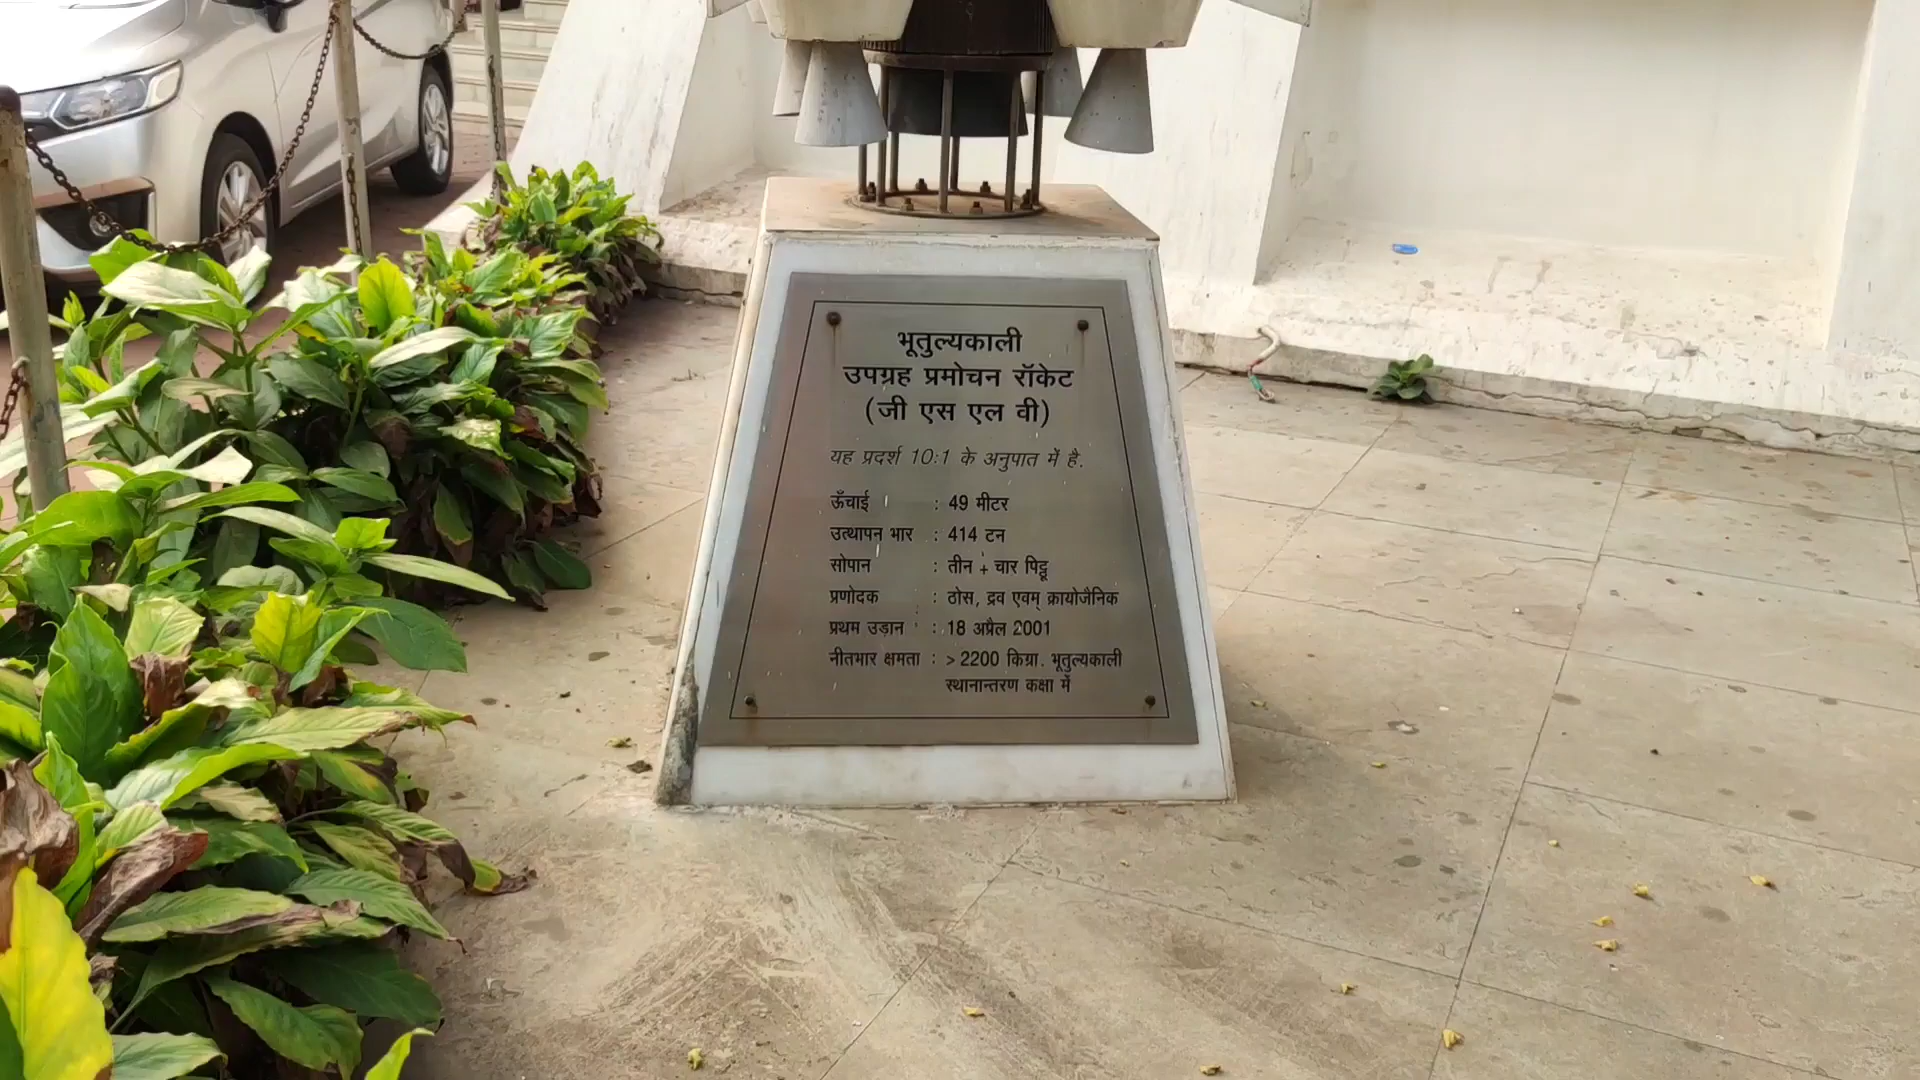 भूतुल्यकाली
उपग्रह प्रमोचन रॉकेट
(जी एस एल वी)
यह प्रदर्श 10:1 के अनुपात में है.
ऊँचाई : 49 मीटर
उत्थापन भार : 414 टन
सोपान : तीन + चार पिट्ठू
प्रणोदक : ठोस, द्रव एवम् क्रायोजैनिक
प्रथम उड़ान : 18 अप्रैल 2001
नीतभार क्षमता : > 2200 किग्रा. भूतुल्यकाली
स्थानान्तरण कक्षा में